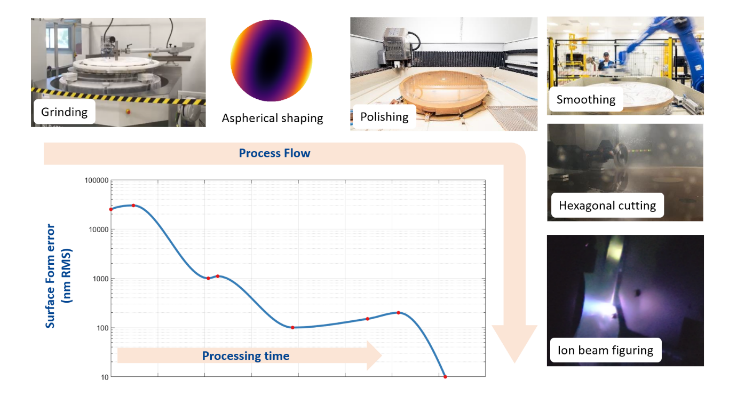 Grinding
Aspherical shaping
Polishing
Smoothing
Process Flow
Hexagonal cutting
Surface Form error
(nm RMS)
100000
10000
1000
100
10
Processing time
Ion beam figuring